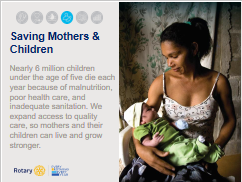 Saving Mothers &
Children
Nearly 6 million children
under the age of five die each
year because of malnutrition,
poor health care, and
inadequate sanitation. We
expand access to quality
care, so mothers and their
children can live and grow
stronger.
Rotary